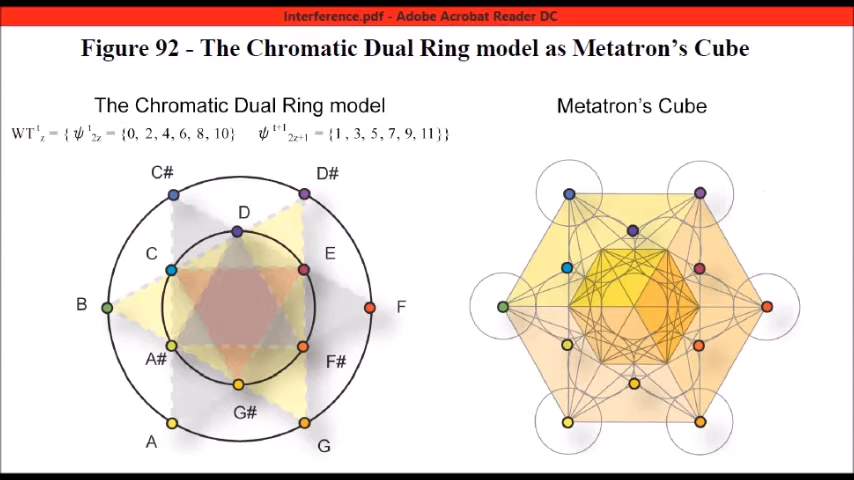 Interference.pdf - Adobe Acrobat Reader DC
Figure 92 - The Chromatic Dual Ring model as Metatron's Cube
The Chromatic Dual Ring model
Metatron's Cube
WT^t_z = { ψ^t_2z = {0, 2, 4, 6, 8, 10} ψ^t+1_2z+1 = {1, 3, 5, 7, 9, 11}}
C#
D#
D
C
E
B
F
A#
F#
G#
A
G